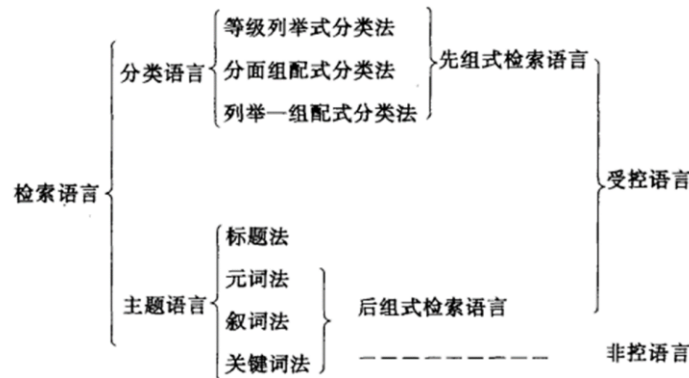 等级列举式分类法
分类语言
分面组配式分类法
先组式检索语言
列举—组配式分类法
检索语言
受控语言
标题法
元词法
主题语言
后组式检索语言
叙词法
关键词法
非控语言